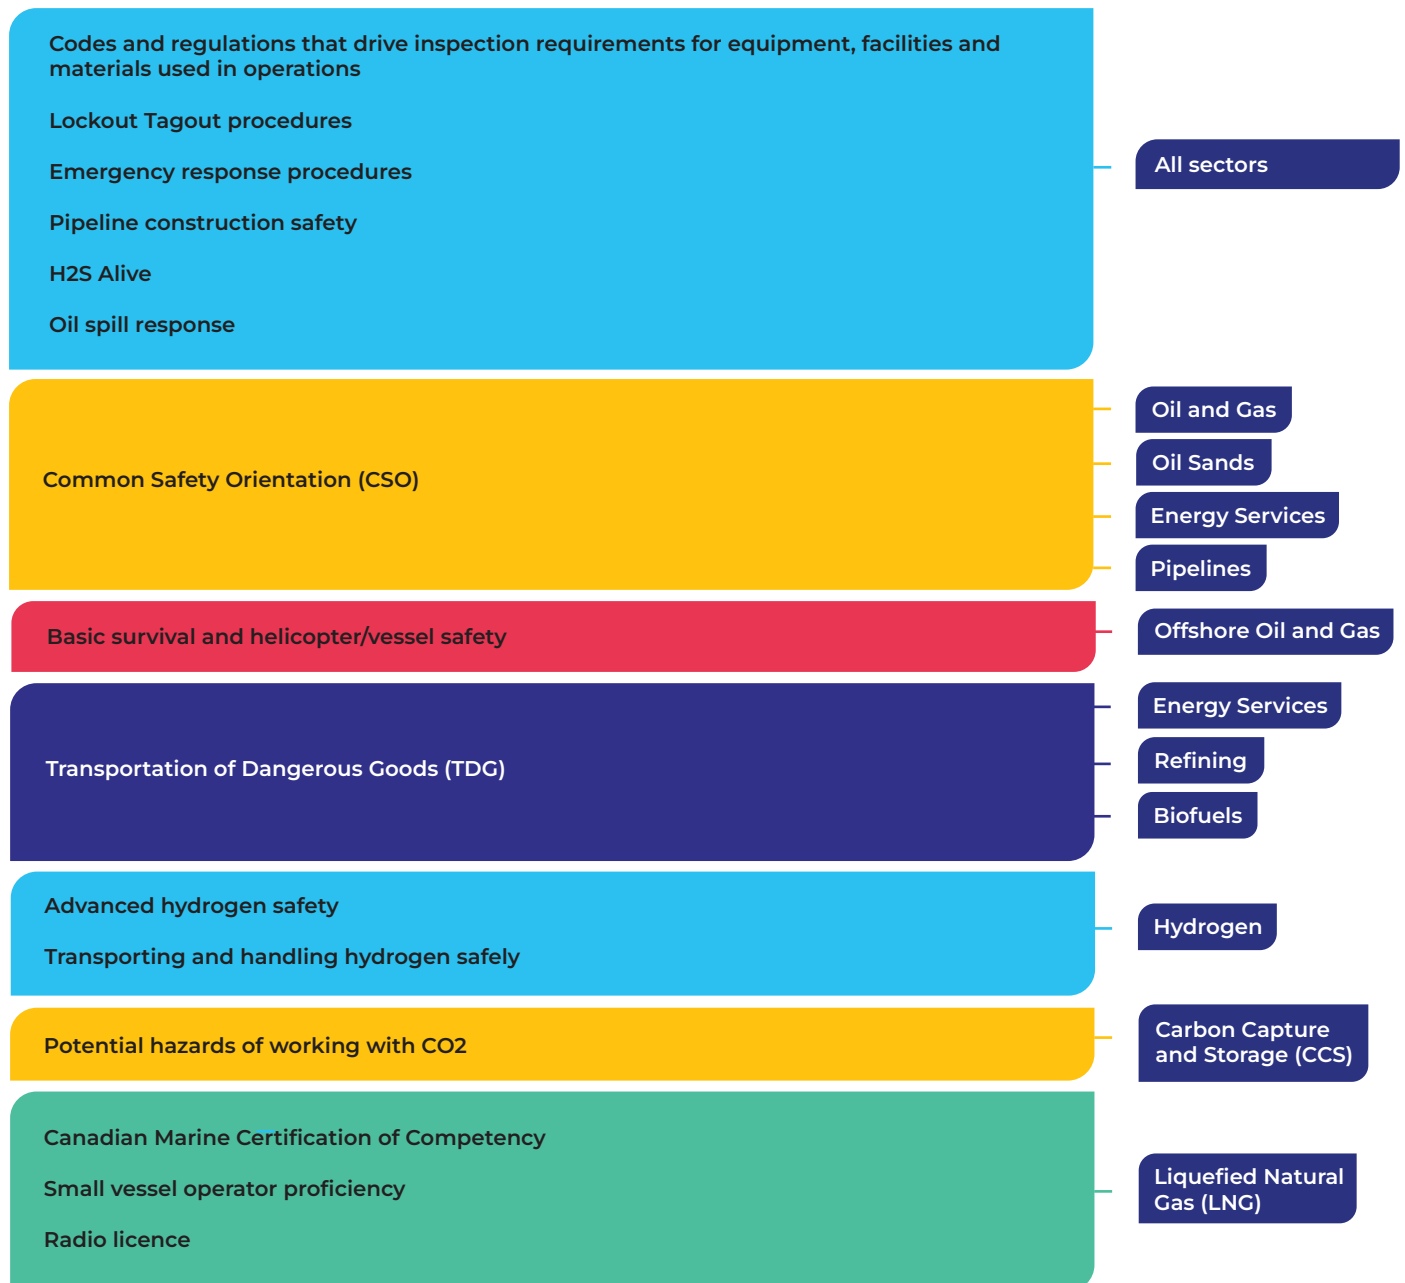 Codes and regulations that drive inspection requirements for equipment, facilities and
materials used in operations
Lockout Tagout procedures
Emergency response procedures
Pipeline construction safety
H2S Alive
Oil spill response
All sectors
Common Safety Orientation (CSO)
Oil and Gas
Oil Sands
Energy Services
Pipelines
Basic survival and helicopter/vessel safety
Offshore Oil and Gas
Transportation of Dangerous Goods (TDG)
Energy Services
Refining
Biofuels
Advanced hydrogen safety
Transporting and handling hydrogen safely
Hydrogen
Potential hazards of working with CO2
Carbon Capture
and Storage (CCS)
Canadian Marine Certification of Competency
Small vessel operator proficiency
Radio licence
Liquefied Natural
Gas (LNG)